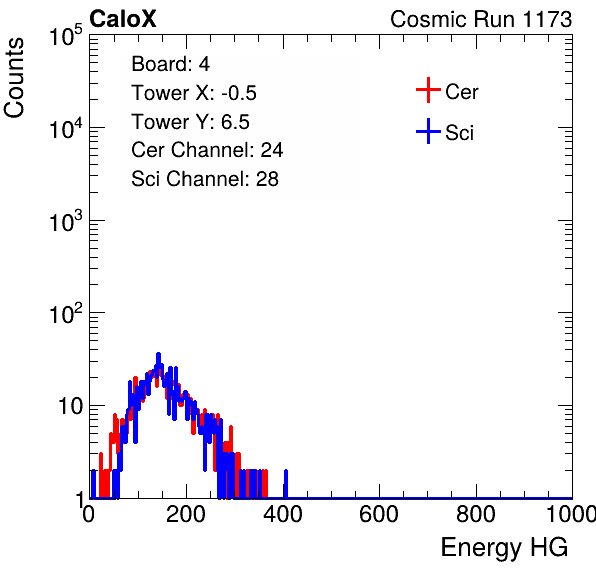 CaloX Cosmic Run 1173
Counts
10^5
10^4
10^3
10^2
10
1
Board: 4
Tower X: -0.5
Tower Y: 6.5
Cer Channel: 24
Sci Channel: 28
Cer
Sci
0 200 400 600 800 1000
Energy HG